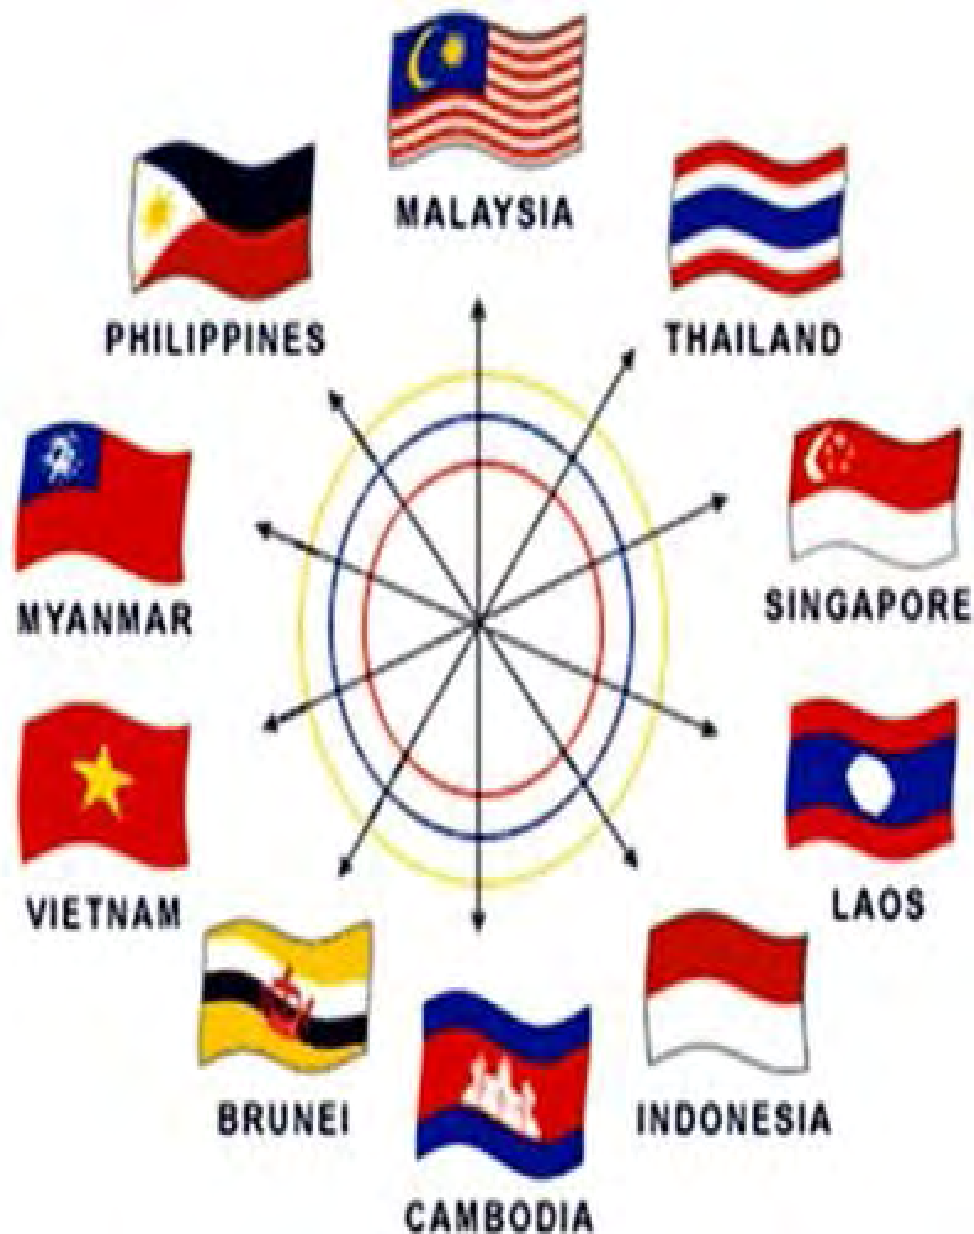 MALAYSIA
PHILIPPINES
THAILAND
MYANMAR
SINGAPORE
VIETNAM
LAOS
BRUNEI
INDONESIA
CAMBODIA